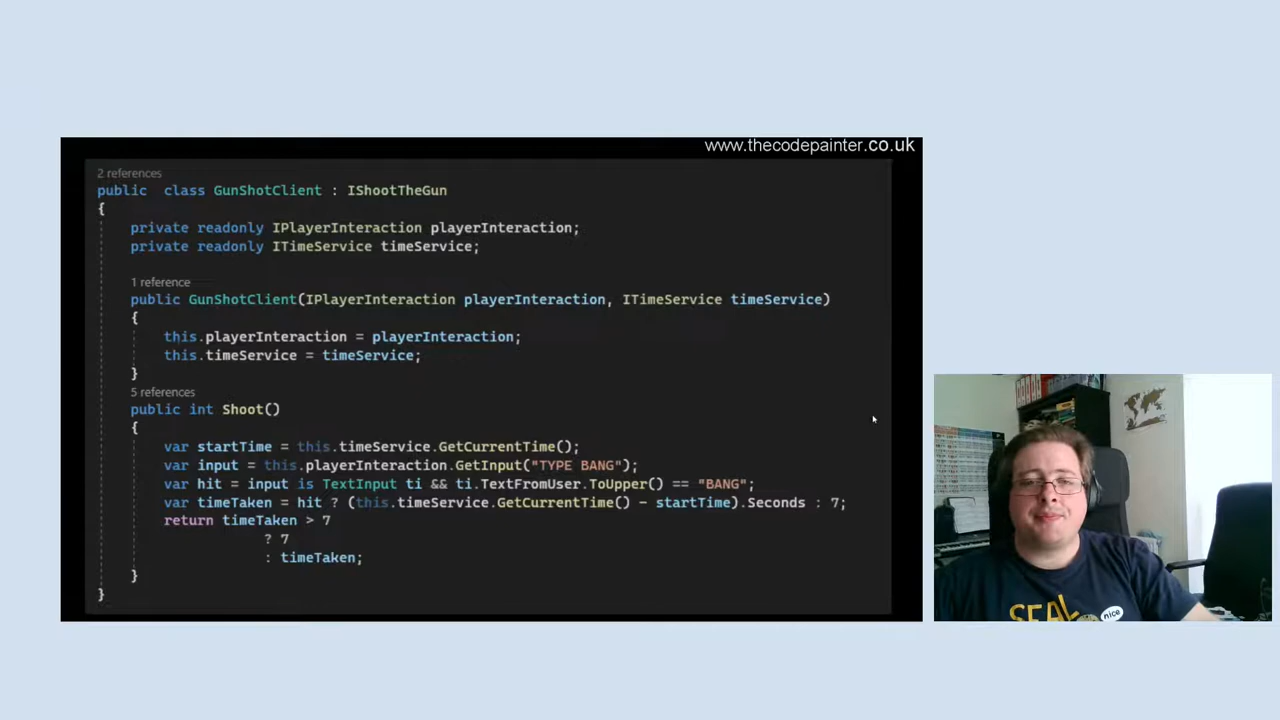 www.thecodepainter.co.uk
2 references
public class GunShotClient : IShootTheGun
{
private readonly IPlayerInteraction playerInteraction;
private readonly ITimeService timeService;
1 reference
public GunShotClient(IPlayerInteraction playerInteraction, ITimeService timeService)
{
this.playerInteraction = playerInteraction;
this.timeService = timeService;
}
5 references
public int Shoot()
{
var startTime = this.timeService.GetCurrentTime();
var input = this.playerInteraction.GetInput("TYPE BANG");
var hit = input is TextInput ti && ti.TextFromUser.ToUpper() == "BANG";
var timeTaken = hit ? (this.timeService.GetCurrentTime() - startTime).Seconds : 7;
return timeTaken > 7
? 7
: timeTaken;
}
}
SEAL
nice